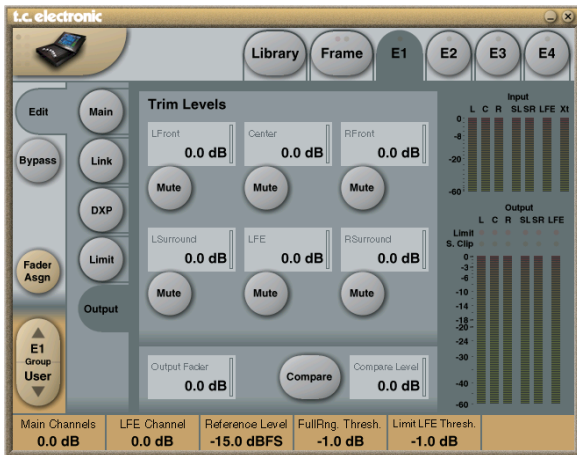 t.c. electronic
Library Frame E1 E2 E3 E4
Edit
Bypass
Fader
Asgn
E1
Group
User
Main
Link
DXP
Limit
Output
Trim Levels
LFront
0.0 dB
Center
0.0 dB
RFront
0.0 dB
Mute Mute Mute
LSurround
0.0 dB
LFE
0.0 dB
RSurround
0.0 dB
Mute Mute Mute
Output Fader
0.0 dB
Compare
Compare Level
0.0 dB
Input
L C R SL SR LFE Xt
0
-8
-20
-60
Output
L C R SL SR LFE
Limit
S. Clip
0
-3
-6
-10
-14
-18
-20
-24
-30
-40
-60
Main Channels
0.0 dB
LFE Channel
0.0 dB
Reference Level
-15.0 dBFS
FullRng. Thresh.
-1.0 dB
Limit LFE Thresh.
-1.0 dB